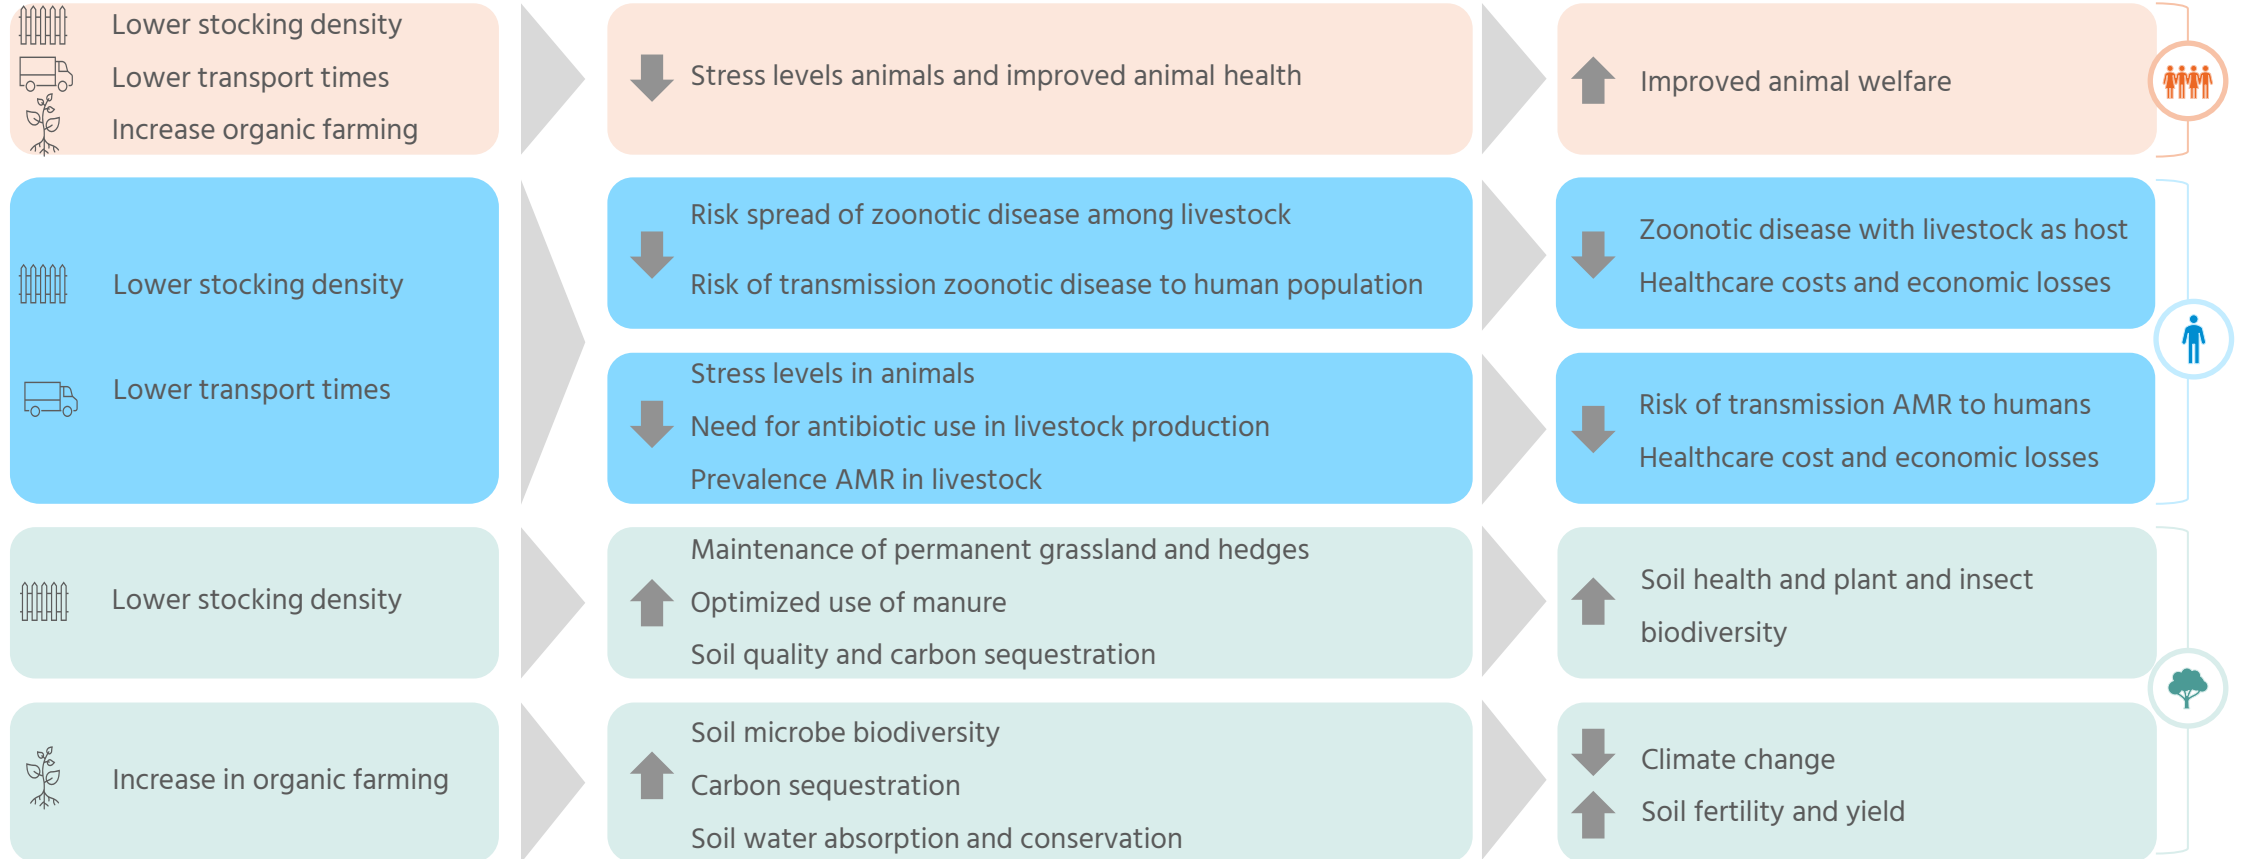 Lower stocking density
Lower transport times
Increase organic farming
Stress levels animals and improved animal health
Improved animal welfare
Lower stocking density
Lower transport times
Risk spread of zoonotic disease among livestock
Risk of transmission zoonotic disease to human population
Zoonotic disease with livestock as host
Healthcare costs and economic losses
Stress levels in animals
Need for antibiotic use in livestock production
Prevalence AMR in livestock
Risk of transmission AMR to humans
Healthcare cost and economic losses
Lower stocking density
Maintenance of permanent grassland and hedges
Optimized use of manure
Soil quality and carbon sequestration
Soil health and plant and insect
biodiversity
Increase in organic farming
Soil microbe biodiversity
Carbon sequestration
Soil water absorption and conservation
Climate change
Soil fertility and yield